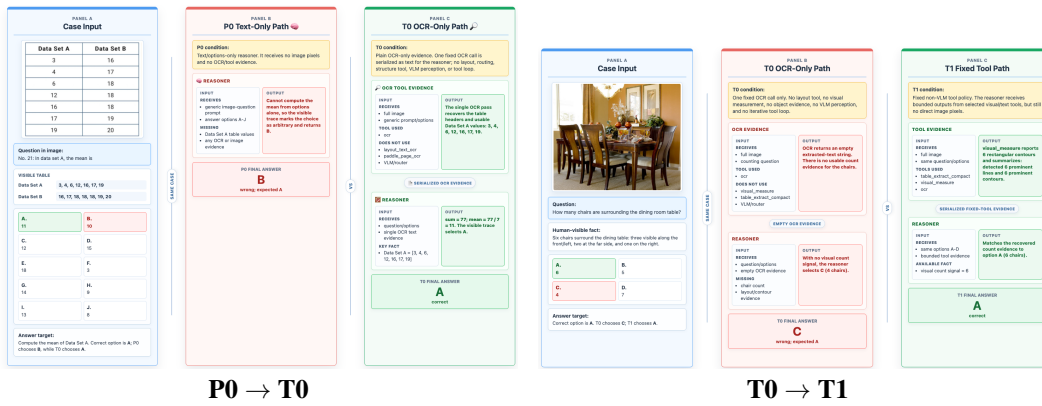 PANEL A
Case Input
Data Set A Data Set B
3 16
4 17
6 18
12 16
16 18
17 19
19 20
Question in image:
No. 21: In data set A, the mean is
VISIBLE TABLE
Data Set A 3, 4, 6, 12, 16, 17, 19
Data Set B 16, 17, 18, 16, 18, 19, 20
A. B.
11 10
C. D.
12 15
E. F.
18 3
G. H.
14 9
I. J.
13 8
Answer target:
Compute the mean of Data Set A. Correct option is A; P0
chooses B, while T0 chooses A.
SAME CASE
PANEL B
P0 Text-Only Path
P0 condition:
Text/options-only reasoner. It receives no image pixels
and no OCR/tool evidence.
REASONER
INPUT
RECEIVES
• generic image-question
prompt
• answer options A-J
MISSING
• Data Set A table values
• any OCR or image
evidence
OUTPUT
Cannot compute the
mean from options
alone, so the visible
trace marks the choice
as arbitrary and returns
B.
P0 FINAL ANSWER
B
wrong; expected A
VS
PANEL C
T0 OCR-Only Path
T0 condition:
Plain OCR-only evidence. One fixed OCR call is
serialized as text for the reasoner; no layout, routing,
structure tool, VLM perception, or tool loop.
OCR TOOL EVIDENCE
INPUT
RECEIVES
• full image
• generic prompt/options
TOOL USED
• ocr
DOES NOT USE
• layout_text_ocr
• paddle_page_ocr
• VLM/router
OUTPUT
The single OCR pass
recovers the table
headers and usable
Data Set A values: 3, 4,
6, 12, 16, 17, 19.
SERIALIZED OCR EVIDENCE
REASONER
INPUT
RECEIVES
• question/options
• single OCR text
evidence
KEY FACT
• Data Set A = [3, 4, 6,
12, 16, 17, 19]
OUTPUT
sum = 77; mean = 77 / 7
= 11. The visible trace
selects A.
T0 FINAL ANSWER
A
correct
P0 → T0
PANEL A
Case Input
Question:
How many chairs are surrounding the dining room table?
Human-visible fact:
Six chairs surround the dining table: three visible along the
front/left, two at the far side, and one on the right.
A. B.
6 5
C. D.
4 7
Answer target:
Correct option is A. T0 chooses C; T1 chooses A.
SAME CASE
PANEL B
T0 OCR-Only Path
T0 condition:
One fixed OCR call only. No layout tool, no visual
measurement, no object evidence, no VLM perception,
and no iterative tool loop.
OCR EVIDENCE
INPUT
RECEIVES
• full image
• counting question
TOOL USED
• ocr
DOES NOT USE
• visual_measure
• table_extract_compact
• VLM/router
OUTPUT
OCR returns an empty
extracted-text string.
There is no usable count
evidence for the chairs.
EMPTY OCR EVIDENCE
REASONER
INPUT
RECEIVES
• question/options
• empty OCR evidence
MISSING
• chair count
• layout/contour
evidence
OUTPUT
With no visual count
signal, the reasoner
selects C (4 chairs).
T0 FINAL ANSWER
C
wrong; expected A
VS
PANEL C
T1 Fixed Tool Path
T1 condition:
Fixed non-VLM tool policy. The reasoner receives
bounded outputs from selected visual/text tools, but still
no direct image pixels.
TOOL EVIDENCE
INPUT
RECEIVES
• full image
• same question/options
TOOLS USED
• table_extract_compact
• visual_measure
• ocr
OUTPUT
visual_measure reports
6 rectangular contours
and summarizes:
detected 6 prominent
lines and 6 prominent
contours.
SERIALIZED FIXED-TOOL EVIDENCE
REASONER
INPUT
RECEIVES
• same options A-D
• bounded tool evidence
AVAILABLE FACT
• visual count signal = 6
OUTPUT
Matches the recovered
count evidence to
option A (6 chairs).
T1 FINAL ANSWER
A
correct
T0 → T1